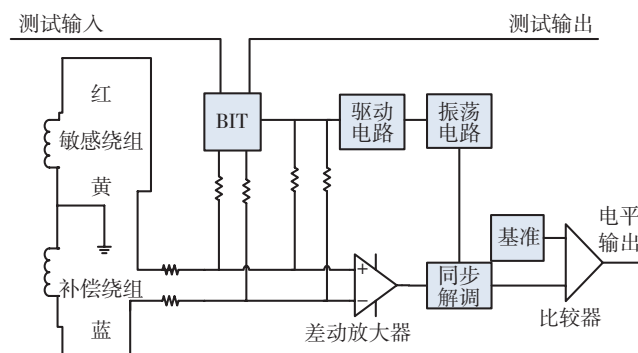 测试输入
测试输出
红
敏感绕组
黄
补偿绕组
蓝
BIT
驱动
电路
振荡
电路
基准
同步
解调
+
−
差动放大器
比较器
电平
输出